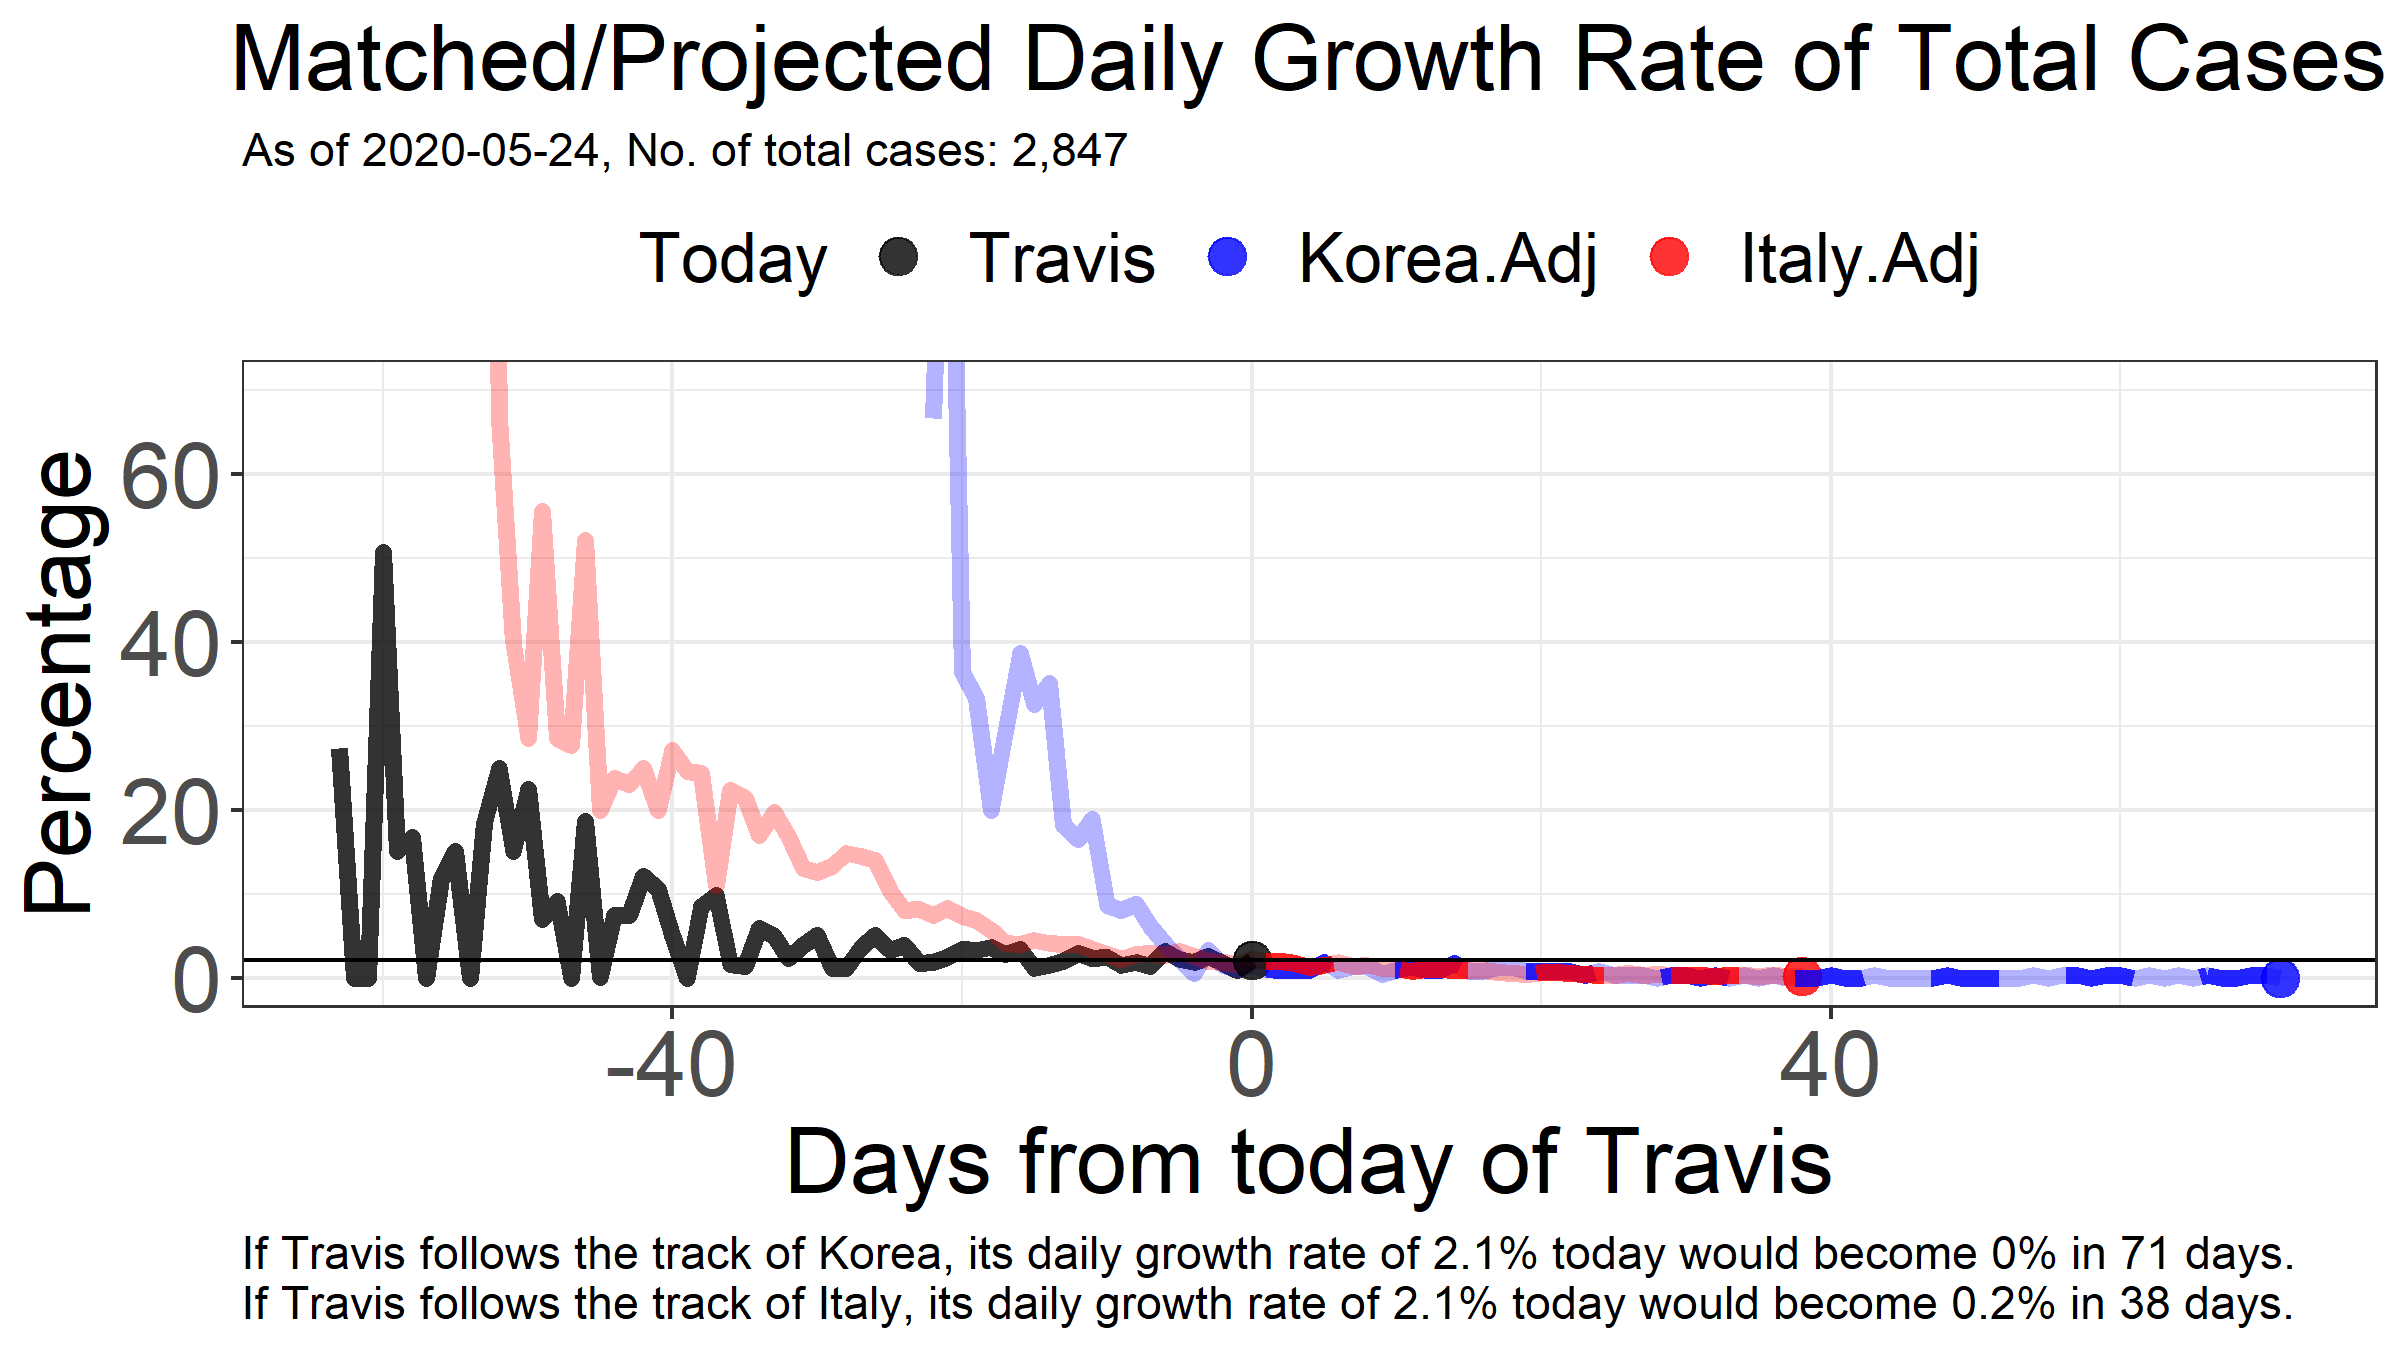 Matched/Projected Daily Growth Rate of Total Cases
As of 2020-05-24, No. of total cases: 2,847
Today Travis Korea.Adj Italy.Adj
Percentage
60
40
20
0
-40 0 40
Days from today of Travis
If Travis follows the track of Korea, its daily growth rate of 2.1% today would become 0% in 71 days.
If Travis follows the track of Italy, its daily growth rate of 2.1% today would become 0.2% in 38 days.